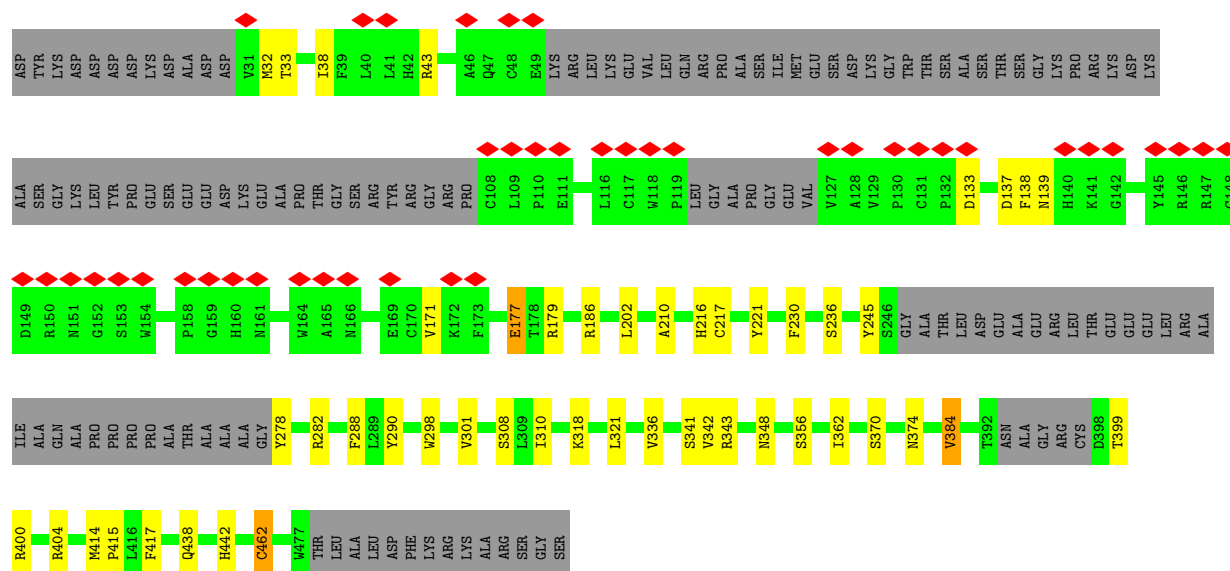 ASP TYR LYS ASP ASP ASP ASP LYS ASP ALA ASP ASP V31 M32 T33 I38 F39 L40 L41 H42 R43 A46 Q47 C48 E49 LYS ARG LEU LYS GLU VAL LEU GLN ARG PRO ALA SER ILE MET GLU SER ASP LYS GLY TRP THR SER ALA SER THR SER GLY LYS PRO ARG LYS ASP LYS
ALA SER GLY LYS LEU TYR PRO GLU SER GLU GLU ASP LYS GLU ALA PRO THR GLY SER ARG TYR ARG GLY ARG PRO C108 L109 P110 E111 L116 C117 W118 P119 LEU GLY ALA PRO GLY GLU VAL V127 A128 V129 P130 C131 P132 D133 D137 F138 N139 H140 K141 G142 Y145 R146 R147 C148
D149 R150 N151 G152 S153 W154 P158 G159 H160 N161 W164 A165 N166 E169 C170 V171 K172 F173 E177 T178 R179 R186 L202 A210 H216 C217 Y221 F230 S236 Y245 S246 GLY ALA THR LEU ASP GLU ALA GLU ARG LEU THR GLU GLU GLU LEU ARG ALA
ILE ALA GLN ALA PRO PRO PRO PRO ALA THR ALA ALA ALA GLY Y278 R282 F288 L289 Y290 W298 V301 S308 L309 I310 K318 L321 V336 S341 V342 R343 N348 S356 I362 S370 N374 V384 T392 ASN ALA GLY ARG CYS D398 T399
R400 R404 M414 P415 L416 F417 Q438 H442 C462 W477 THR LEU ALA LEU ASP PHE LYS ARG LYS ALA ARG SER GLY SER